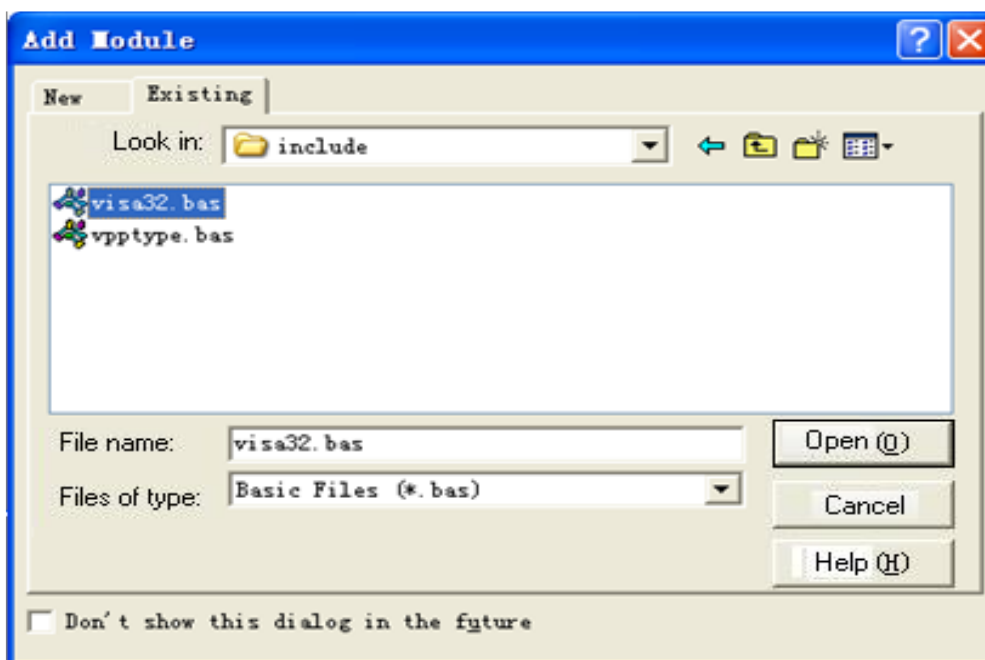 Add Module
New Existing
Look in: include
visa32.bas
vpptype.bas
File name: visa32.bas Open (O)
Files of type: Basic Files (*.bas)
Cancel
Help (H)
Don't show this dialog in the future